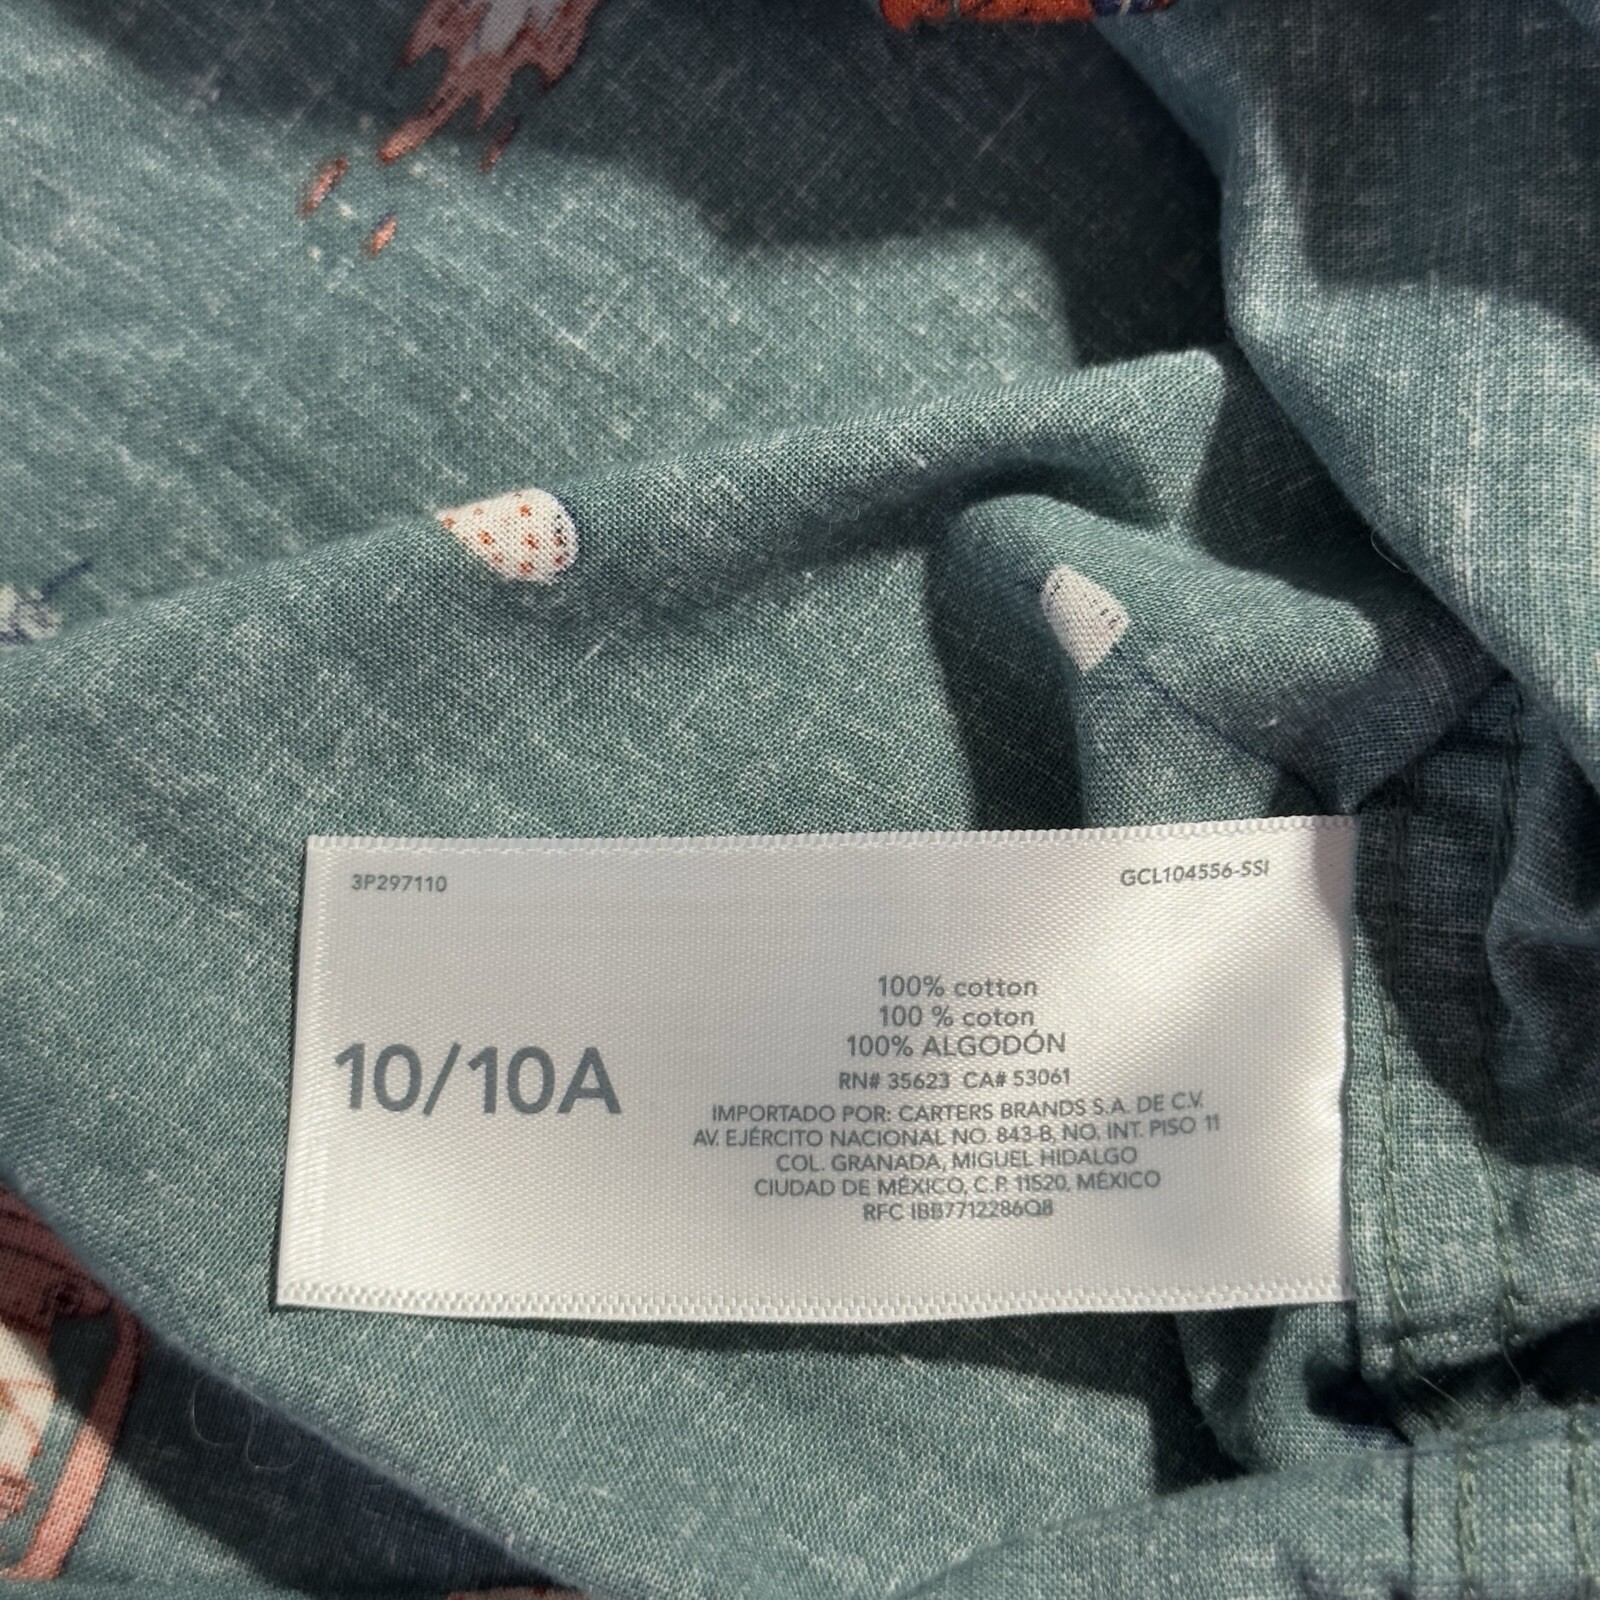 3P297110
GCL104556-SSI
100% cotton
100 % coton
100% ALGODÓN
10/10A
RN# 35623 CA# 53061
IMPORTADO POR: CARTERS BRANDS S.A. DE C.V.
AV. EJÉRCITO NACIONAL NO. 843-B, NO. INT. PISO 11
COL. GRANADA, MIGUEL HIDALGO
CIUDAD DE MÉXICO, C.P. 11520, MÉXICO
RFC IBB7712286Q8